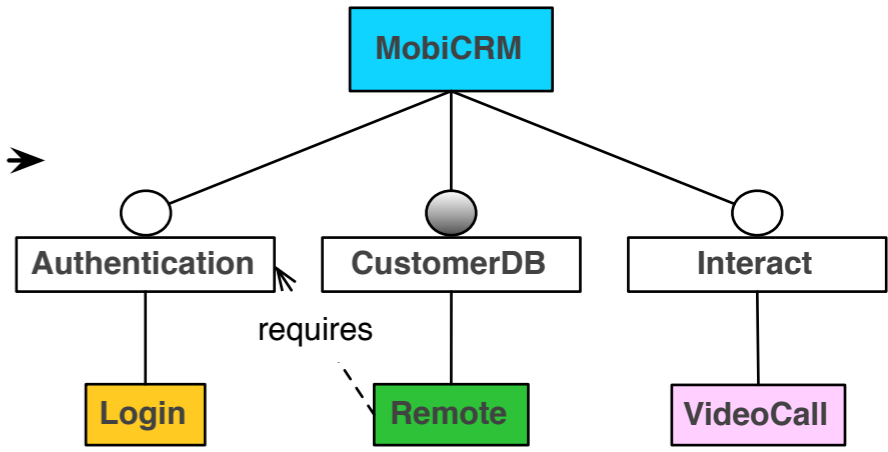 MobiCRM
Authentication
CustomerDB
Interact
requires
Login
Remote
VideoCall